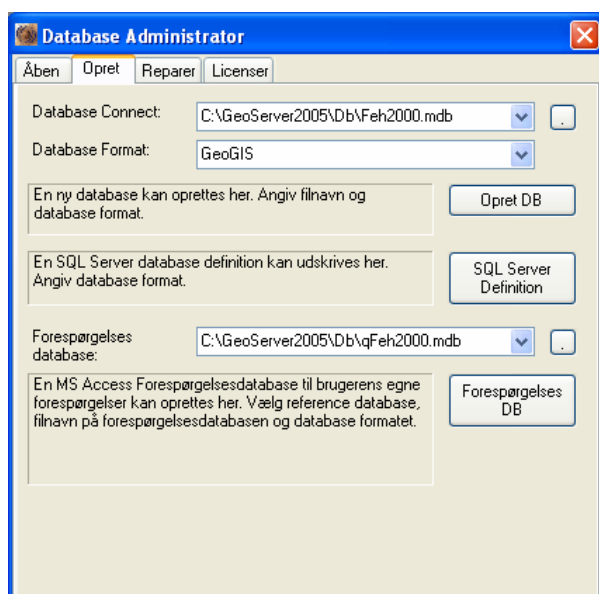 Database Administrator
Åben Opret Reparer Licenser
Database Connect: C:\GeoServer2005\Db\Feh2000.mdb .
Database Format: GeoGIS
En ny database kan oprettes her. Angiv filnavn og
database format.
Opret DB
En SQL Server database definition kan udskrives her.
Angiv database format.
SQL Server
Definition
Forespørgelses
database:
C:\GeoServer2005\Db\qFeh2000.mdb .
En MS Access Forespørgelsesdatabase til brugerens egne
forespørgelser kan oprettes her. Vælg reference database,
filnavn på forespørgelsesdatabasen og database formatet.
Forespørgelses
DB